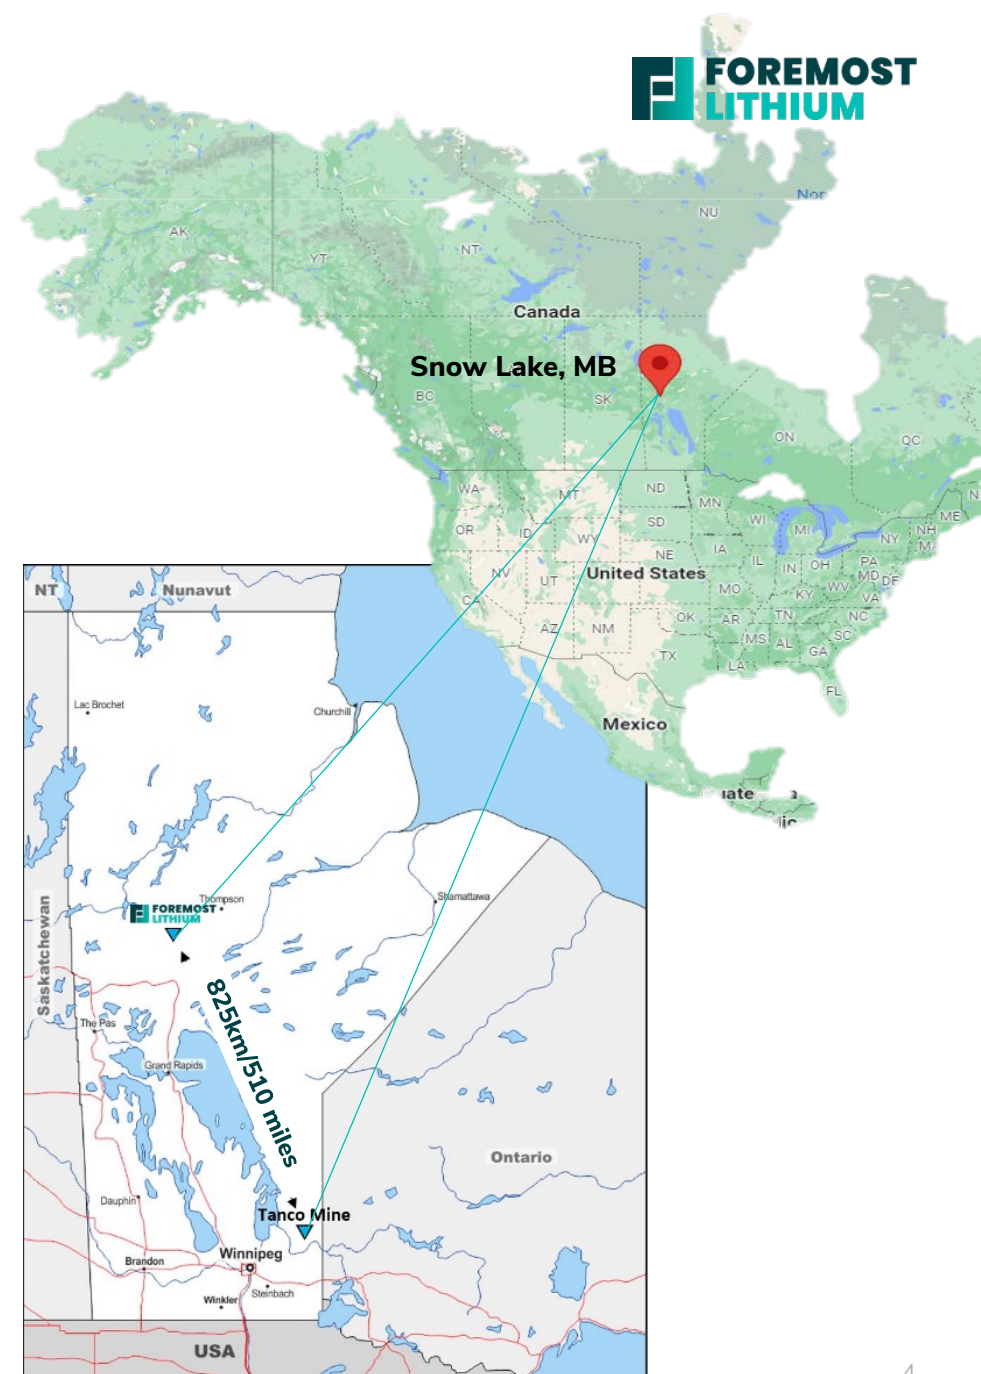 FOREMOST
LITHIUM
Nor
NU
AK
YT
NT
Canada
Snow Lake, MB
BC
SK
ON
QC
WA
MT
ND
MN
ME
OR
ID
WY
SD
WI
MI
NH
NY
NE
IA
IL
IN
OH
PA
MD
DE
NV
UT
United States
MO
KY
WV
VA
CA
AZ
NM
OK
AR
TN
NC
SC
TX
MS
AL
GA
LA
FL
Mexico
uate
NT
Nunavut
Lac Brochet
Churchill
Thompson
FOREMOST
LITHIUM
Shamattawa
Saskatchewan
825km/510 miles
The Pas
Grand Rapids
Ontario
Dauphin
Tanco Mine
Winnipeg
Brandon
Steinbach
Winkler
USA
4